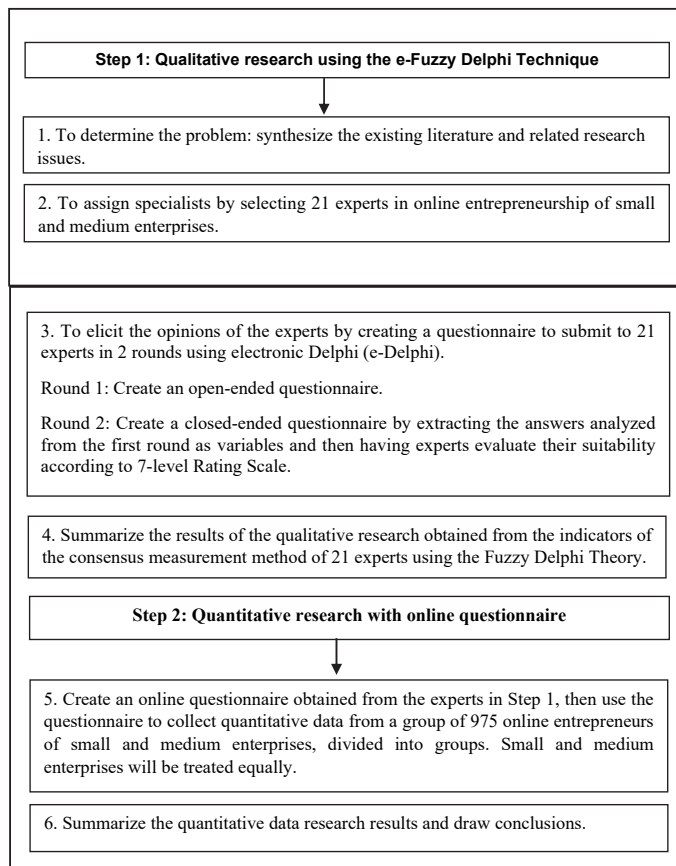 Step 1: Qualitative research using the e-Fuzzy Delphi Technique
1. To determine the problem: synthesize the existing literature and related research
issues.
2. To assign specialists by selecting 21 experts in online entrepreneurship of small
and medium enterprises.
3. To elicit the opinions of the experts by creating a questionnaire to submit to 21
experts in 2 rounds using electronic Delphi (e-Delphi).
Round 1: Create an open-ended questionnaire.
Round 2: Create a closed-ended questionnaire by extracting the answers analyzed
from the first round as variables and then having experts evaluate their suitability
according to 7-level Rating Scale.
4. Summarize the results of the qualitative research obtained from the indicators of
the consensus measurement method of 21 experts using the Fuzzy Delphi Theory.
Step 2: Quantitative research with online questionnaire
5. Create an online questionnaire obtained from the experts in Step 1, then use the
questionnaire to collect quantitative data from a group of 975 online entrepreneurs
of small and medium enterprises, divided into groups. Small and medium
enterprises will be treated equally.
6. Summarize the quantitative data research results and draw conclusions.